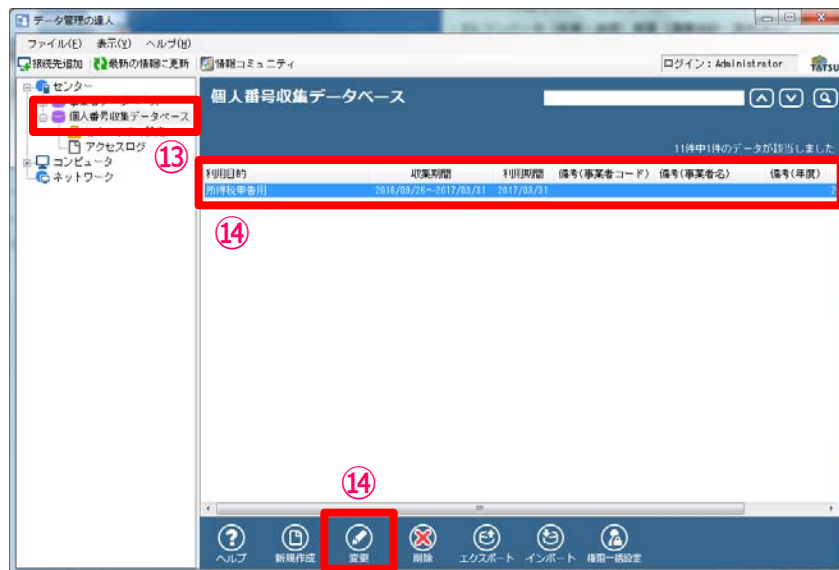 データ管理の達人
ファイル(E) 表示(V) ヘルプ(H)
接続先追加 最新の情報に更新 情報コミュニティ ログイン：Administrator TATSU
センター
個人番号収集データベース
アクセスログ
コンピュータ
ネットワーク
⑬
個人番号収集データベース
11件中1件のデータが該当しました
利用目的 収集期間 利用期間 備考(事業者コード) 備考(事業者名) 備考(年度)
所得税申告用 2016/09/26～2017/03/31 2017/03/31 2
⑭
⑭
ヘルプ 新規作成 変更 削除 エクスポート インポート 権限一括設定